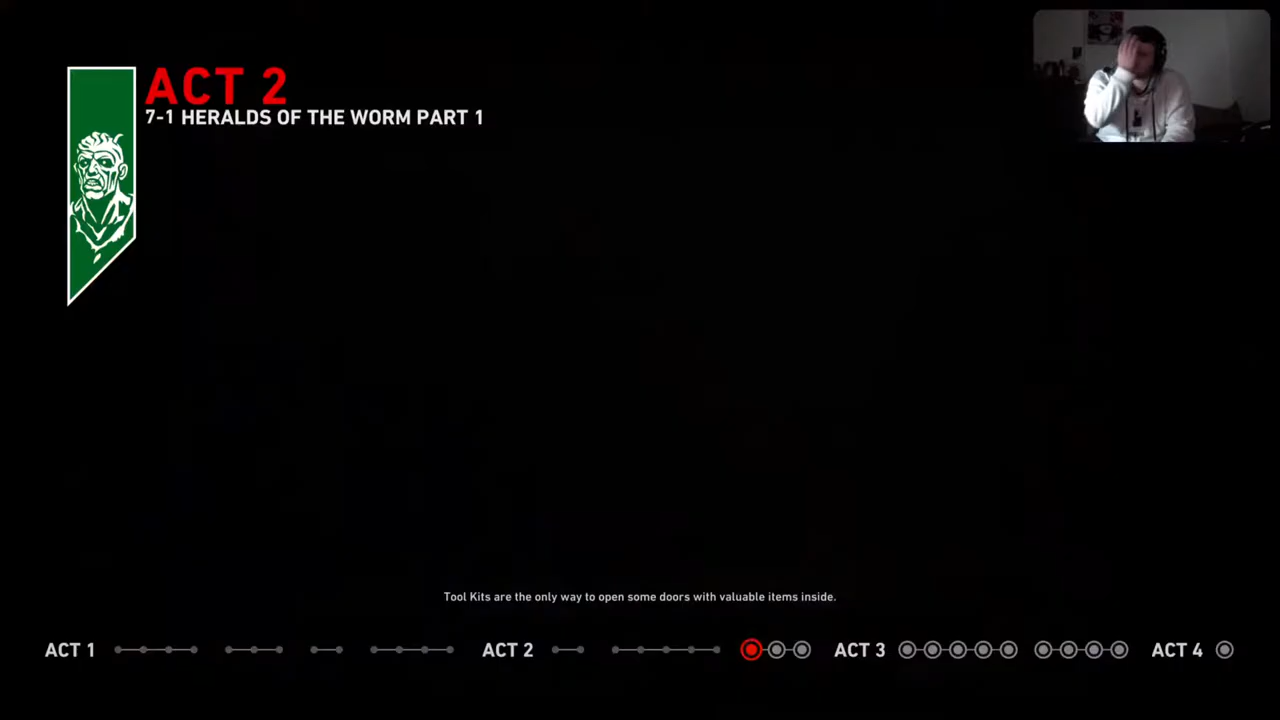 ACT 2
7-1 HERALDS OF THE WORM PART 1
Tool Kits are the only way to open some doors with valuable items inside.
ACT 1 ACT 2 ACT 3 ACT 4